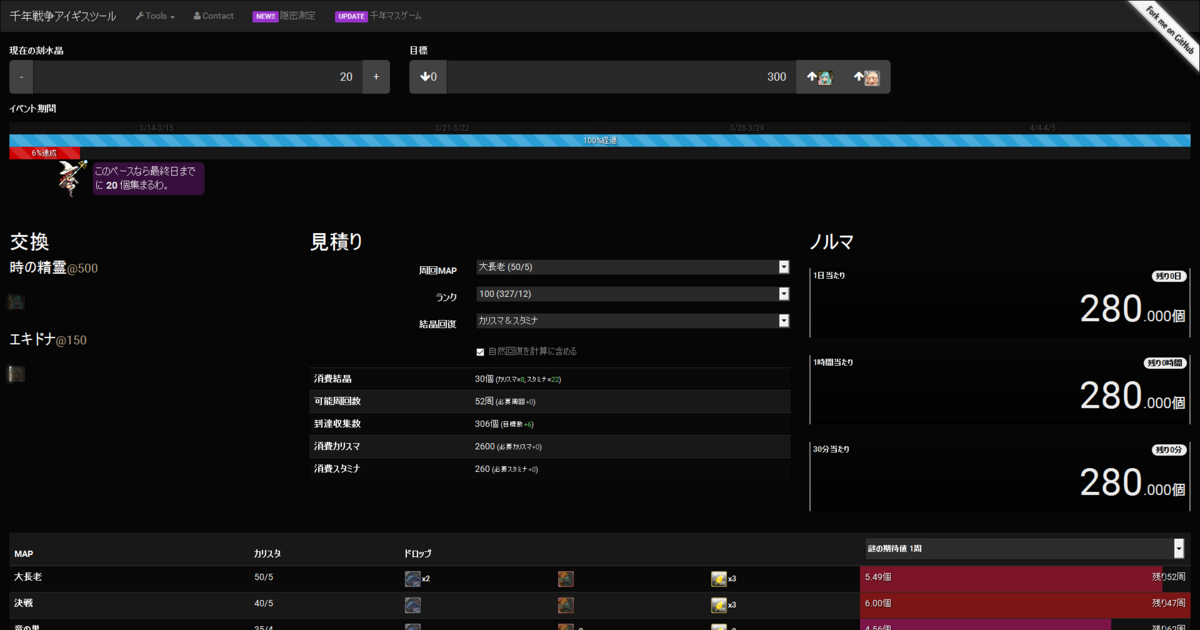 千年戦争アイギスツール Tools Contact NEW!! 隠密測定 UPDATE 千年マスゲーム
Fork me on GitHub
現在の刻水晶 目標
- 20 + 0 300
イベント期間
3/14-3/15 3/21-3/22 3/28-3/29 4/4-4/5
100%経過
6%達成
このペースなら最終日まで
に 20 個集まるわ。
交換
時の精霊@500
エキドナ@150
見積り
周回MAP 大長老 (50/5)
ランク 100 (327/12)
結晶回復 カリスマ&スタミナ
自然回復を計算に含める
消費結晶 30個 (カリスマ×8,スタミナ×22)
可能周回数 52周 (必要周回+0)
到達収集数 306個 (目標数+6)
消費カリスマ 2600 (必要カリスマ+0)
消費スタミナ 260 (必要スタミナ+0)
ノルマ
1日当たり 残り0日
280.000個
1時間当たり 残り0時間
280.000個
30分当たり 残り0分
280.000個
MAP カリスタ ドロップ 謎の期待値 1周
大長老 50/5 x2 x3 5.49個 残り52周
決戦 40/5 x3 6.00個 残り47周
竜の巣 35/4 4.56個 残り62周